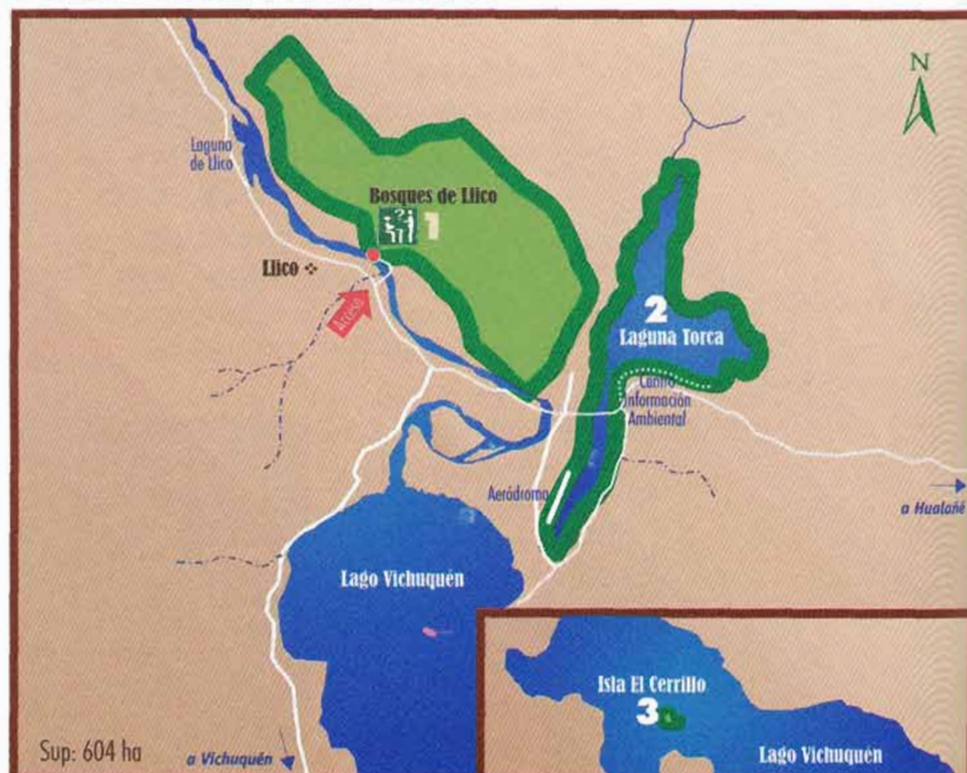 N
Laguna
de Llico
Bosques de Llico
1
Llico
Acceso
2
Laguna Torca
Centro
Información
Ambiental
Aeródromo
a Hualañé
Lago Vichuquén
Isla El Cerrillo
3
Lago Vichuquén
Sup: 604 ha
a Vichuquén